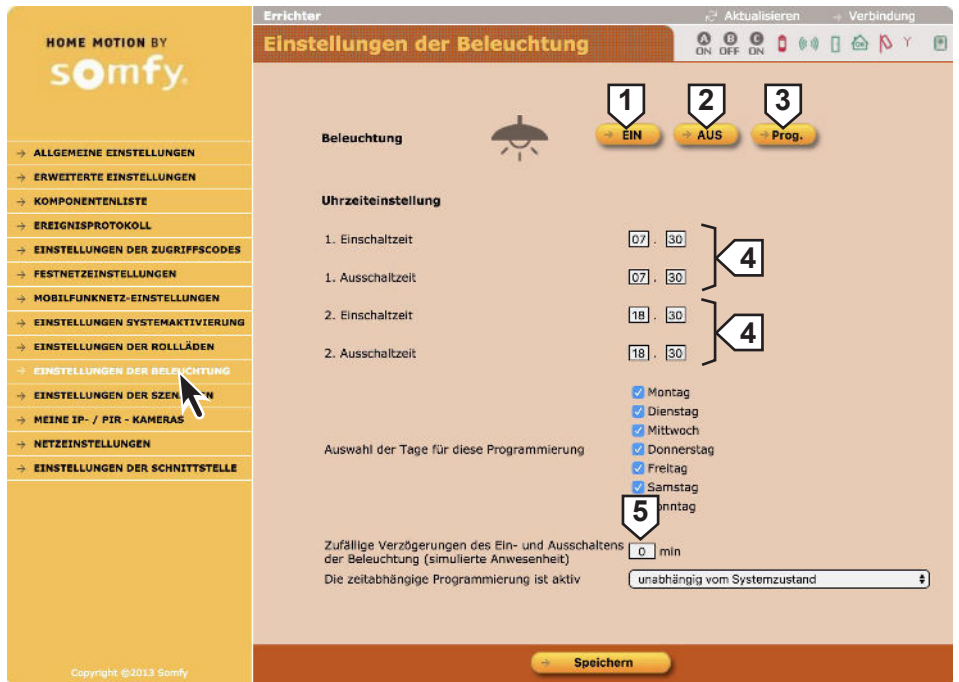 Errichter
Aktualisieren
Verbindung
HOME MOTION BY
somfy.
Einstellungen der Beleuchtung
A B C
ON OFF ON
1 2 3
Beleuchtung
EIN
AUS
Prog.
ALLGEMEINE EINSTELLUNGEN
ERWEITERTE EINSTELLUNGEN
KOMPONENTENLISTE
EREIGNISPROTOKOLL
EINSTELLUNGEN DER ZUGRIFFSCODES
FESTNETZEINSTELLUNGEN
MOBILFUNKNETZ-EINSTELLUNGEN
EINSTELLUNGEN SYSTEMAKTIVIERUNG
EINSTELLUNGEN DER ROLLLÄDEN
EINSTELLUNGEN DER BELEUCHTUNG
EINSTELLUNGEN DER
MEINE IP- / PIR - KAMERAS
NETZEINSTELLUNGEN
EINSTELLUNGEN DER SCHNITTSTELLE
Uhrzeiteinstellung
1. Einschaltzeit 07 . 30
1. Ausschaltzeit 07 . 30
4
2. Einschaltzeit 18 . 30
2. Ausschaltzeit 18 . 30
4
Auswahl der Tage für diese Programmierung
Montag
Dienstag
Mittwoch
Donnerstag
Freitag
Samstag
5
Zufällige Verzögerungen des Ein- und Ausschaltens
der Beleuchtung (simulierte Anwesenheit)
0 min
Die zeitabhängige Programmierung ist aktiv
unabhängig vom Systemzustand
Speichern
Copyright ©2013 Somfy